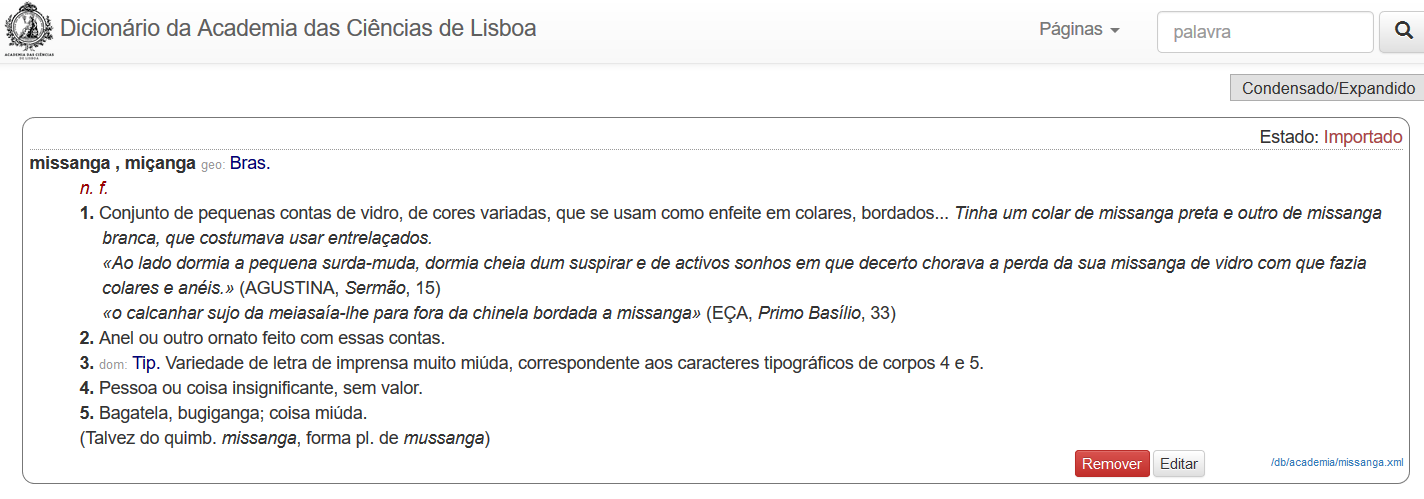 Dicionário da Academia das Ciências de Lisboa
Páginas
palavra
ACADEMIA DAS CIÊNCIAS
DE LISBOA
Condensado/Expandido
Estado: Importado
missanga , miçanga geo: Bras.
n. f.
1. Conjunto de pequenas contas de vidro, de cores variadas, que se usam como enfeite em colares, bordados... Tinha um colar de missanga preta e outro de missanga
branca, que costumava usar entrelaçados.
«Ao lado dormia a pequena surda-muda, dormia cheia dum suspirar e de activos sonhos em que decerto chorava a perda da sua missanga de vidro com que fazia
colares e anéis.» (AGUSTINA, Sermão, 15)
«o calcanhar sujo da meiasaía-lhe para fora da chinela bordada a missanga» (EÇA, Primo Basílio, 33)
2. Anel ou outro ornato feito com essas contas.
3. dom: Tip. Variedade de letra de imprensa muito miúda, correspondente aos caracteres tipográficos de corpos 4 e 5.
4. Pessoa ou coisa insignificante, sem valor.
5. Bagatela, bugiganga; coisa miúda.
(Talvez do quimb. missanga, forma pl. de mussanga)
Remover Editar /db/academia/missanga.xml